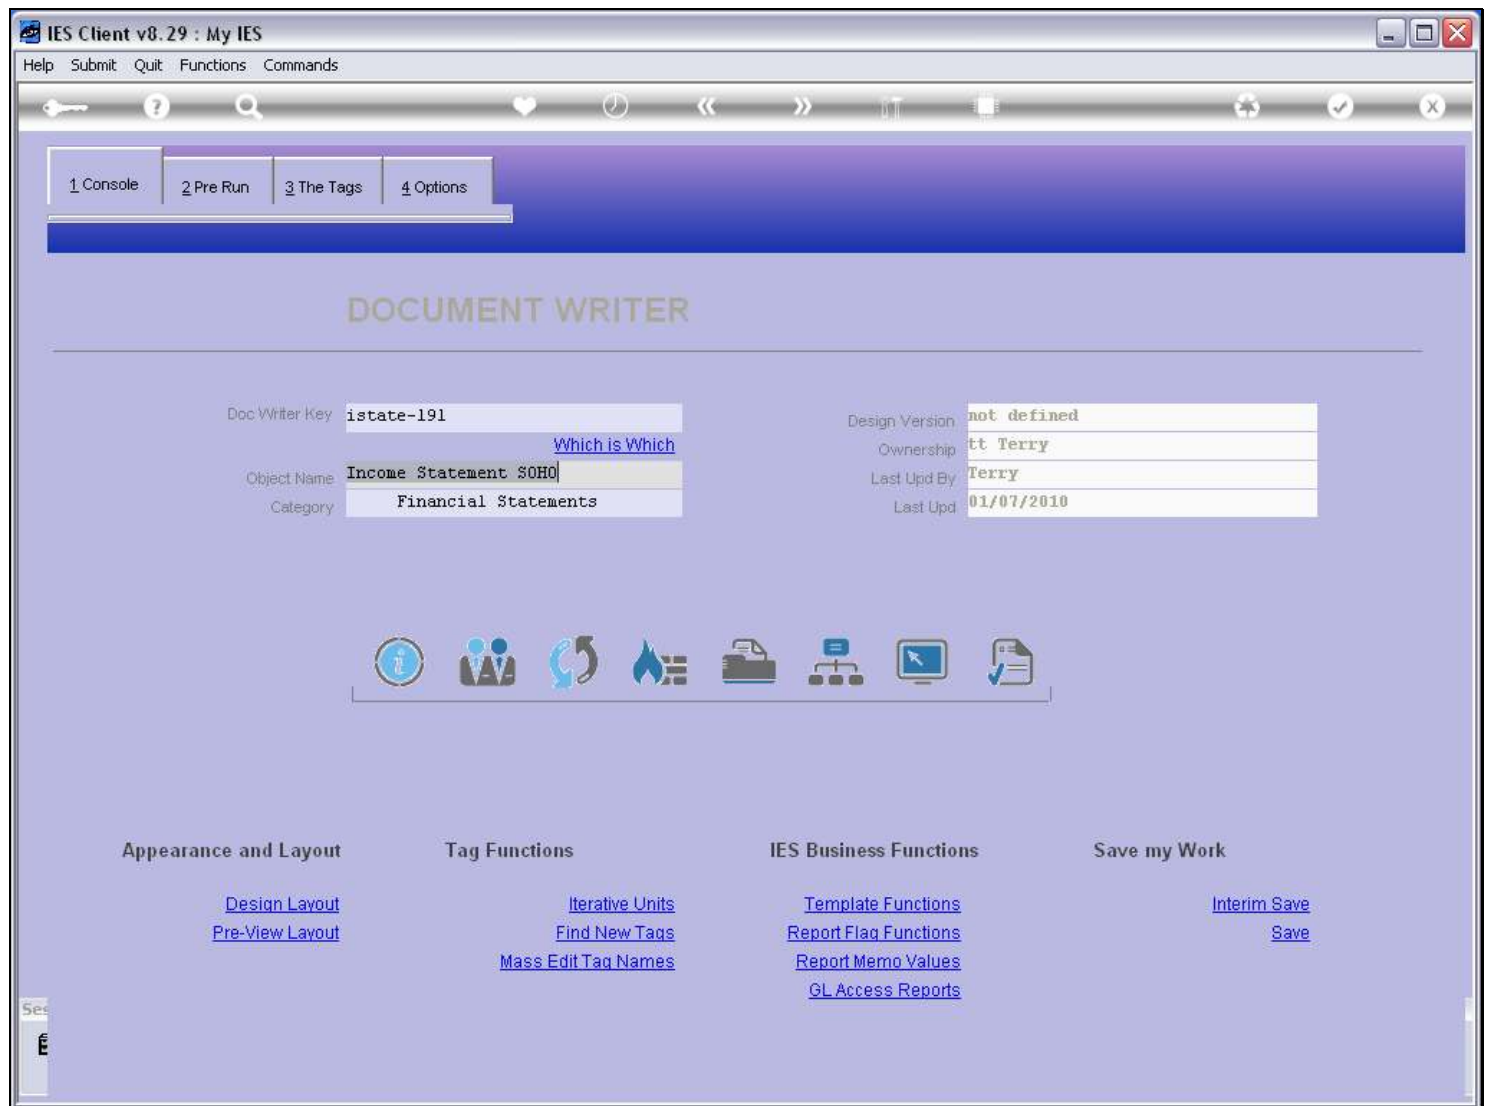 IES Client v8.29 : My IES
Help Submit Quit Functions Commands
1 Console 2 Pre Run 3 The Tags 4 Options
DOCUMENT WRITER
Doc Writer Key istate-191
Which is Which
Object Name Income Statement SOHO
Category Financial Statements
Design Version not defined
Ownership tt Terry
Last Upd By Terry
Last Upd 01/07/2010
Appearance and Layout
Design Layout
Pre-View Layout
Tag Functions
Iterative Units
Find New Tags
Mass Edit Tag Names
IES Business Functions
Template Functions
Report Flag Functions
Report Memo Values
GL Access Reports
Save my Work
Interim Save
Save